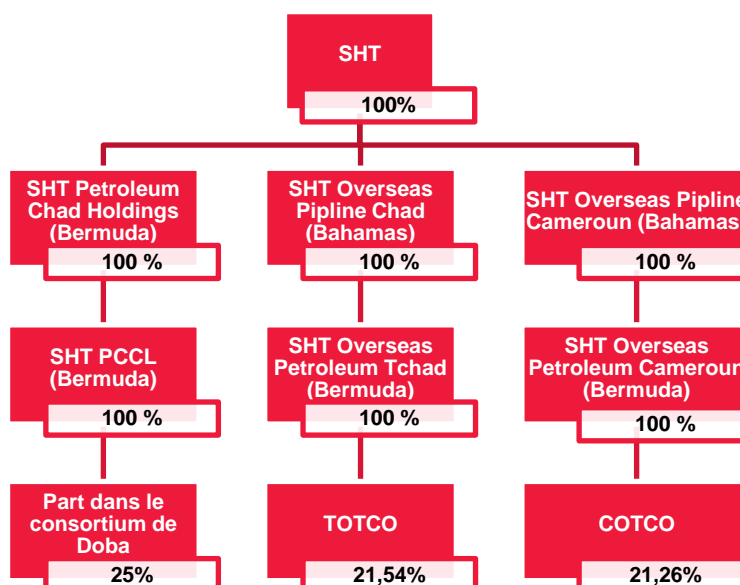 SHT
100%
SHT Petroleum
Chad Holdings
(Bermuda)
100 %
SHT Overseas
Pipline Chad
(Bahamas)
100 %
SHT Overseas Pipline
Cameroun (Bahamas
100 %
SHT PCCL
(Bermuda)
100 %
SHT Overseas
Petroleum Tchad
(Bermuda)
100 %
SHT Overseas
Petroleum Cameroun
(Bermuda)
100 %
Part dans le
consortium de
Doba
25%
TOTCO
21,54%
COTCO
21,26%